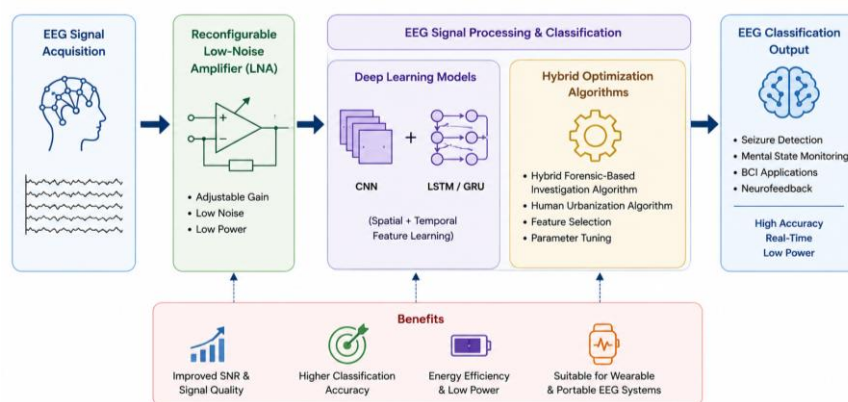 EEG Signal
Acquisition
Reconfigurable
Low-Noise
Amplifier (LNA)
+
−
• Adjustable Gain
• Low Noise
• Low Power
EEG Signal Processing & Classification
Deep Learning Models
+
CNN
LSTM / GRU
(Spatial + Temporal
Feature Learning)
Hybrid Optimization
Algorithms
• Hybrid Forensic-Based
Investigation Algorithm
• Human Urbanization Algorithm
• Feature Selection
• Parameter Tuning
EEG Classification
Output
• Seizure Detection
• Mental State Monitoring
• BCI Applications
• Neurofeedback
High Accuracy
Real-Time
Low Power
Benefits
Improved SNR &
Signal Quality
Higher Classification
Accuracy
Energy Efficiency
& Low Power
Suitable for Wearable
& Portable EEG Systems